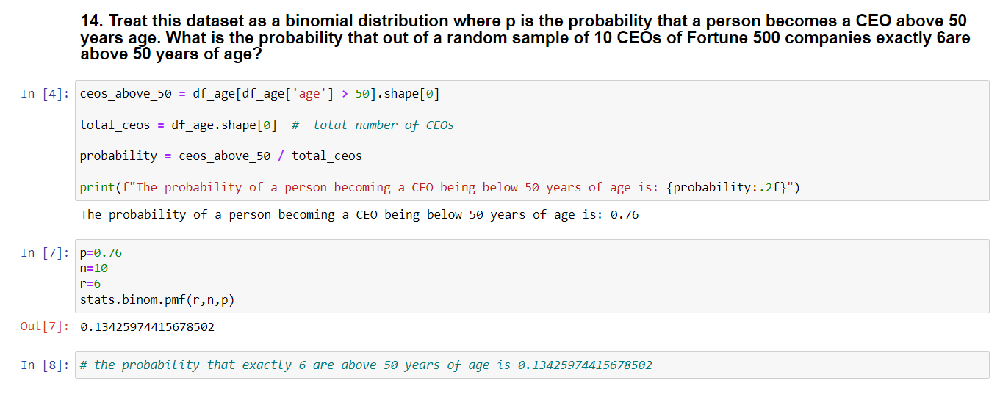 14. Treat this dataset as a binomial distribution where p is the probability that a person becomes a CEO above 50
years age. What is the probability that out of a random sample of 10 CEOs of Fortune 500 companies exactly 6are
above 50 years of age?
In [4]: ceos_above_50 = df_age[df_age['age'] > 50].shape[0]
total_ceos = df_age.shape[0]  #  total number of CEOs
probability = ceos_above_50 / total_ceos
print(f"The probability of a person becoming a CEO being below 50 years of age is: {probability:.2f}")
The probability of a person becoming a CEO being below 50 years of age is: 0.76
In [7]: p=0.76
n=10
r=6
stats.binom.pmf(r,n,p)
Out[7]: 0.13425974415678502
In [8]: # the probability that exactly 6 are above 50 years of age is 0.13425974415678502